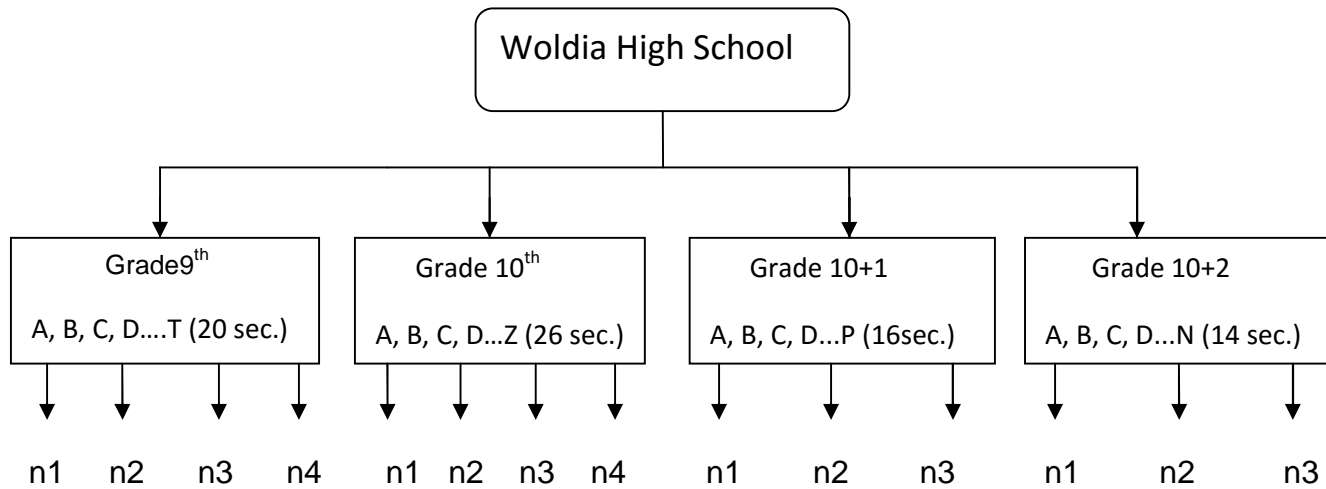 Woldia High School
Grade9th
A, B, C, D....T (20 sec.)
Grade 10th
A, B, C, D...Z (26 sec.)
Grade 10+1
A, B, C, D...P (16sec.)
Grade 10+2
A, B, C, D...N (14 sec.)
n1 n2 n3 n4 n1 n2 n3 n4 n1 n2 n3 n1 n2 n3